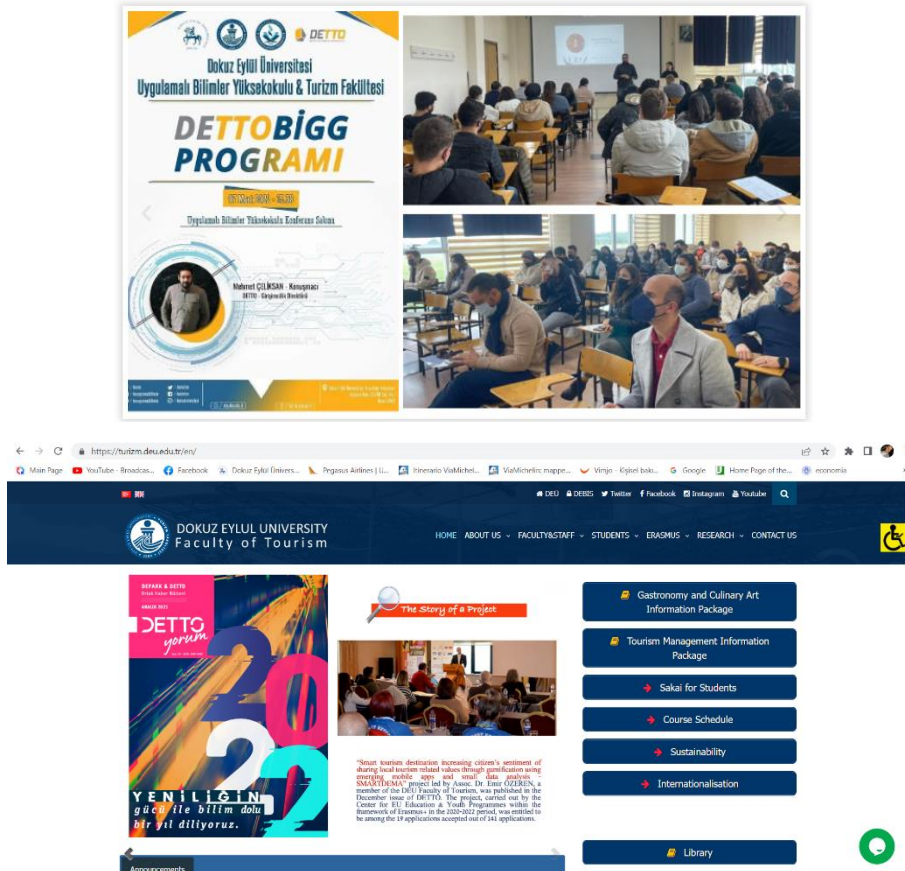 DETTO
Dokuz Eylül Üniversitesi
Uygulamalı Bilimler Yüksekokulu & Turizm Fakültesi
DETTOBİGG
PROGRAMI
Uygulamalı Bilimler Yüksekokulu Konferans Salonu
Mehmet ÇELİKSAN - Konuşmacı
DETTO - Girişimcilik Direktörü
https://turizm.deu.edu.tr/en/
Main Page YouTube - Broadcas... Facebook Dokuz Eylül Ünivers... Pegasus Airlines | U... Itinerario ViaMichel... ViaMichelin: mappe... Vimjo - Kişisel bakı... Google Home Page of the... economia
DEÜ DEBİS Twitter Facebook Instagram Youtube
DOKUZ EYLUL UNIVERSITY
Faculty of Tourism
HOME ABOUT US FACULTY&STAFF STUDENTS ERASMUS RESEARCH CONTACT US
DEPARK & DETTO
ARALIK 2021
DETTO
yorum
2022
YENİLİĞİN
gücü ile bilim dolu
bir yıl diliyoruz.
The Story of a Project
"Smart tourism destination increasing citizen's sentiment of
sharing local tourism related values through gamification using
emerging mobile apps and small data analysis -
SMARTDEMA" project led by Assoc. Dr. Emir ÖZEREN, a
member of the DEU Faculty of Tourism, was published in the
December issue of DETTO. The project, carried out by the
Center for EU Education & Youth Programmes within the
framework of Erasmus+ in the 2020-2022 period, was entitled to
be among the 19 applications accepted out of 141 applications.
Gastronomy and Culinary Art
Information Package
Tourism Management Information
Package
Sakai for Students
Course Schedule
Sustainability
Internationalisation
Library
Announcements